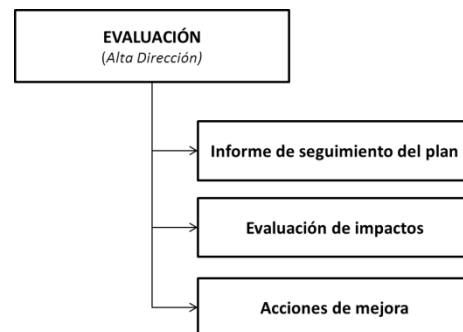 EVALUACIÓN
(Alta Dirección)
Informe de seguimiento del plan
Evaluación de impactos
Acciones de mejora